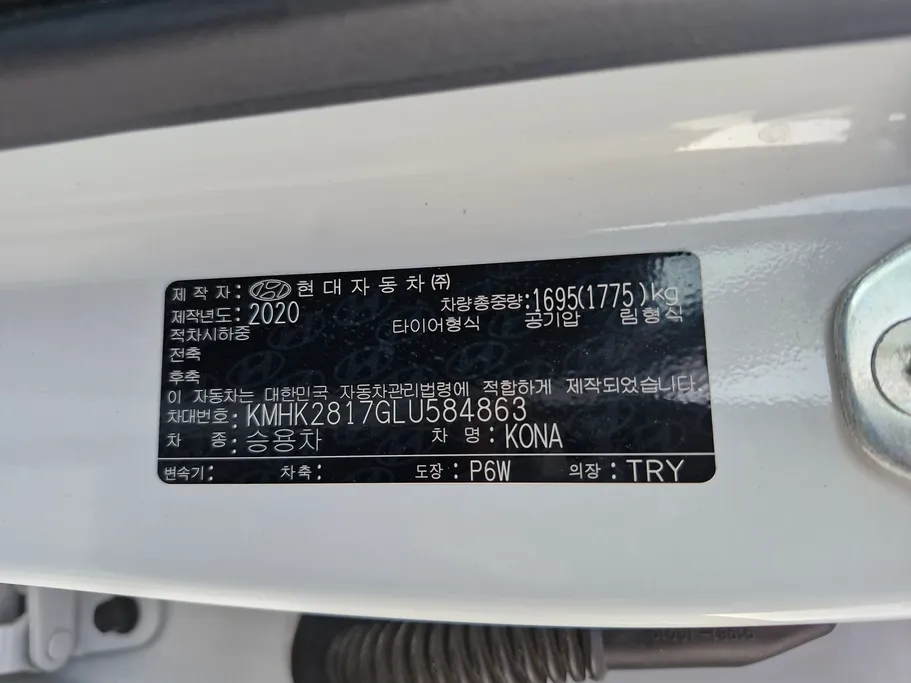 제 작 자 : 현 대 자 동 차 ㈜
제작년도 : 2020 차량총중량 : 1695(1775)kg
적차시하중 타이어형식 공기압 림형식
전축
후축
이 자동차는 대한민국 자동차관리법령에 적합하게 제작되었습니다.
차대번호 : KMHK2817GLU584863
차 종 : 승용차 차 명 : KONA
변속기 : 차축 : 도장 : P6W 의장 : TRY